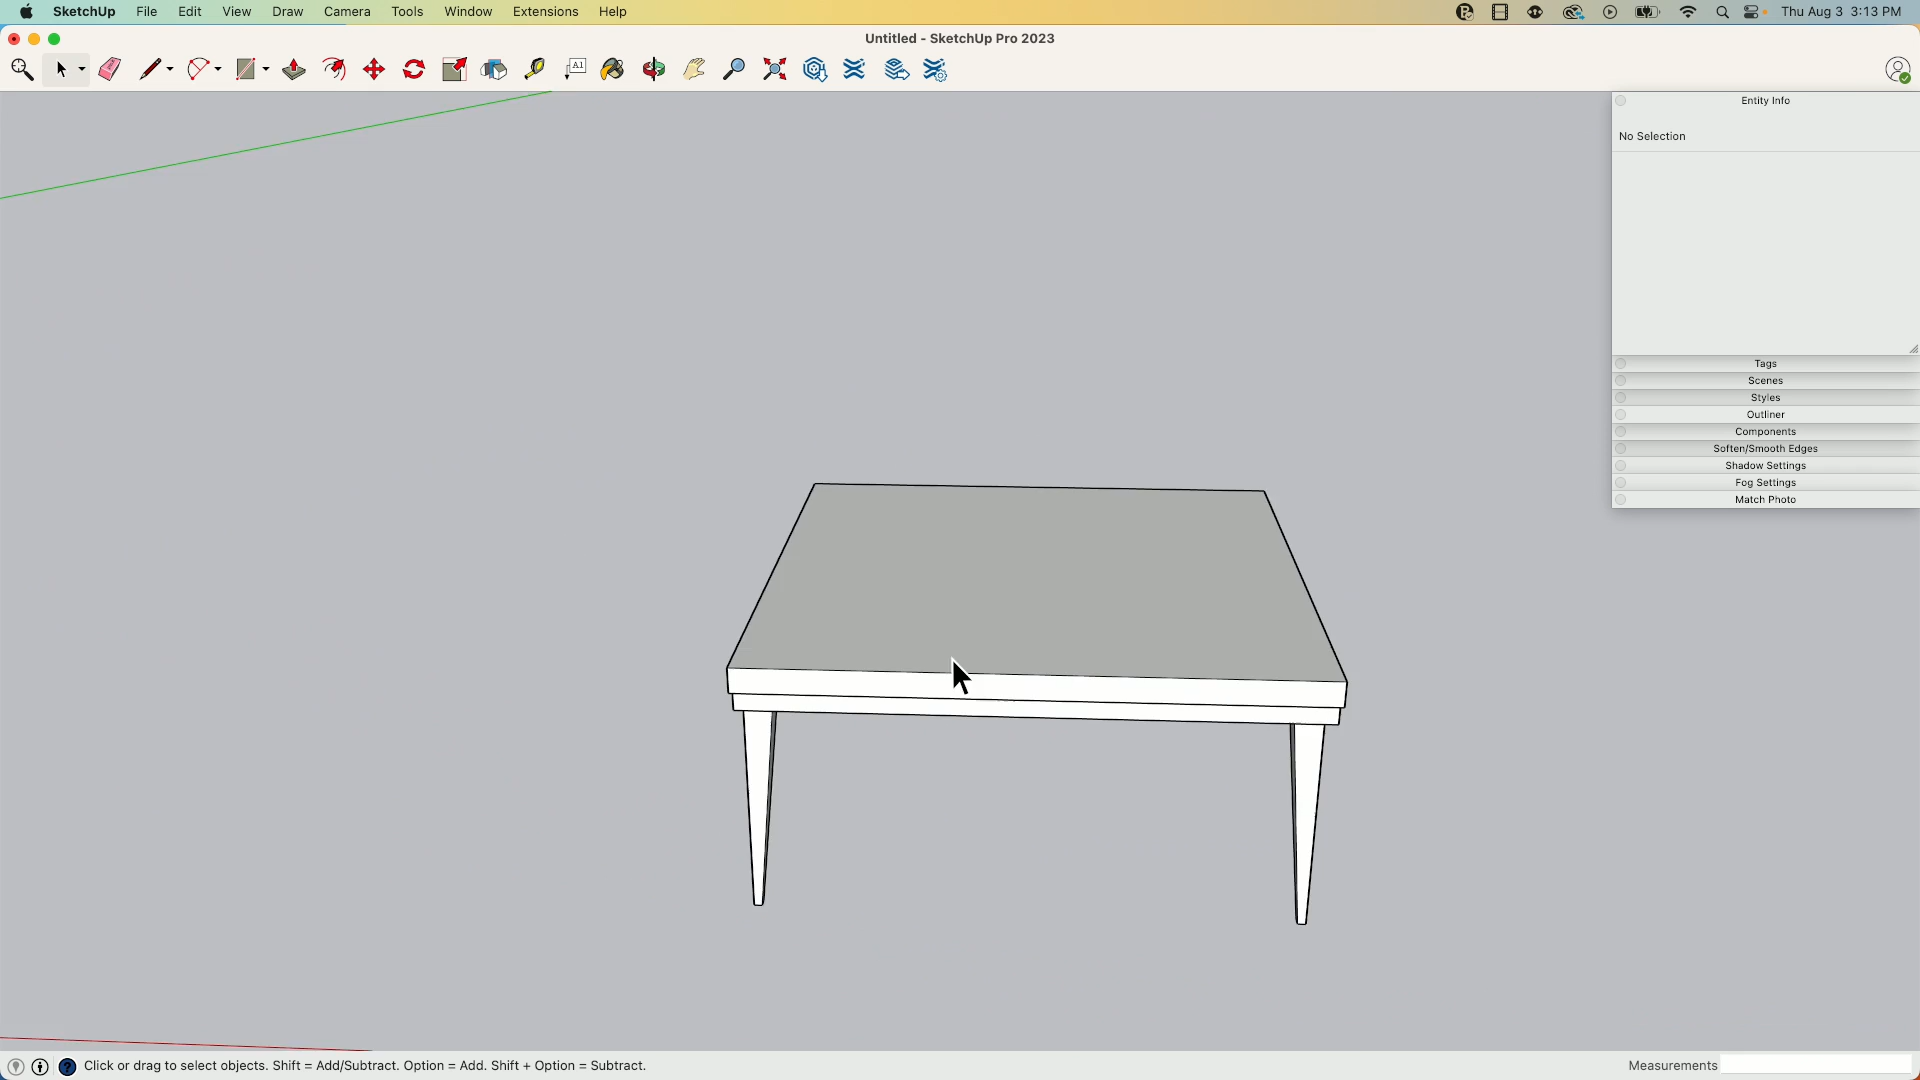 SketchUp File Edit View Draw Camera Tools Window Extensions Help Thu Aug 3 3:13 PM
Untitled - SketchUp Pro 2023
A1
Entity Info
No Selection
Tags
Scenes
Styles
Outliner
Components
Soften/Smooth Edges
Shadow Settings
Fog Settings
Match Photo
Click or drag to select objects. Shift = Add/Subtract. Option = Add. Shift + Option = Subtract. Measurements